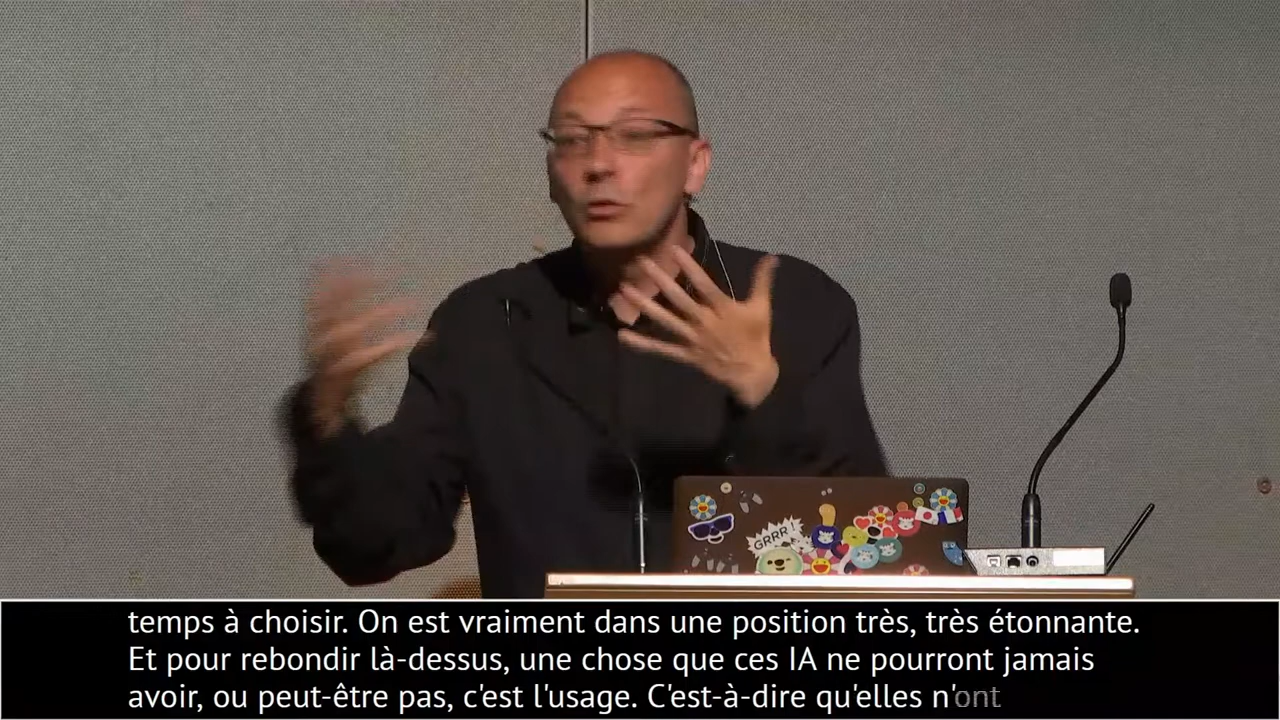 GRRR!
temps à choisir. On est vraiment dans une position très, très étonnante.
Et pour rebondir là-dessus, une chose que ces IA ne pourront jamais
avoir, ou peut-être pas, c'est l'usage. C'est-à-dire qu'elles n'ont